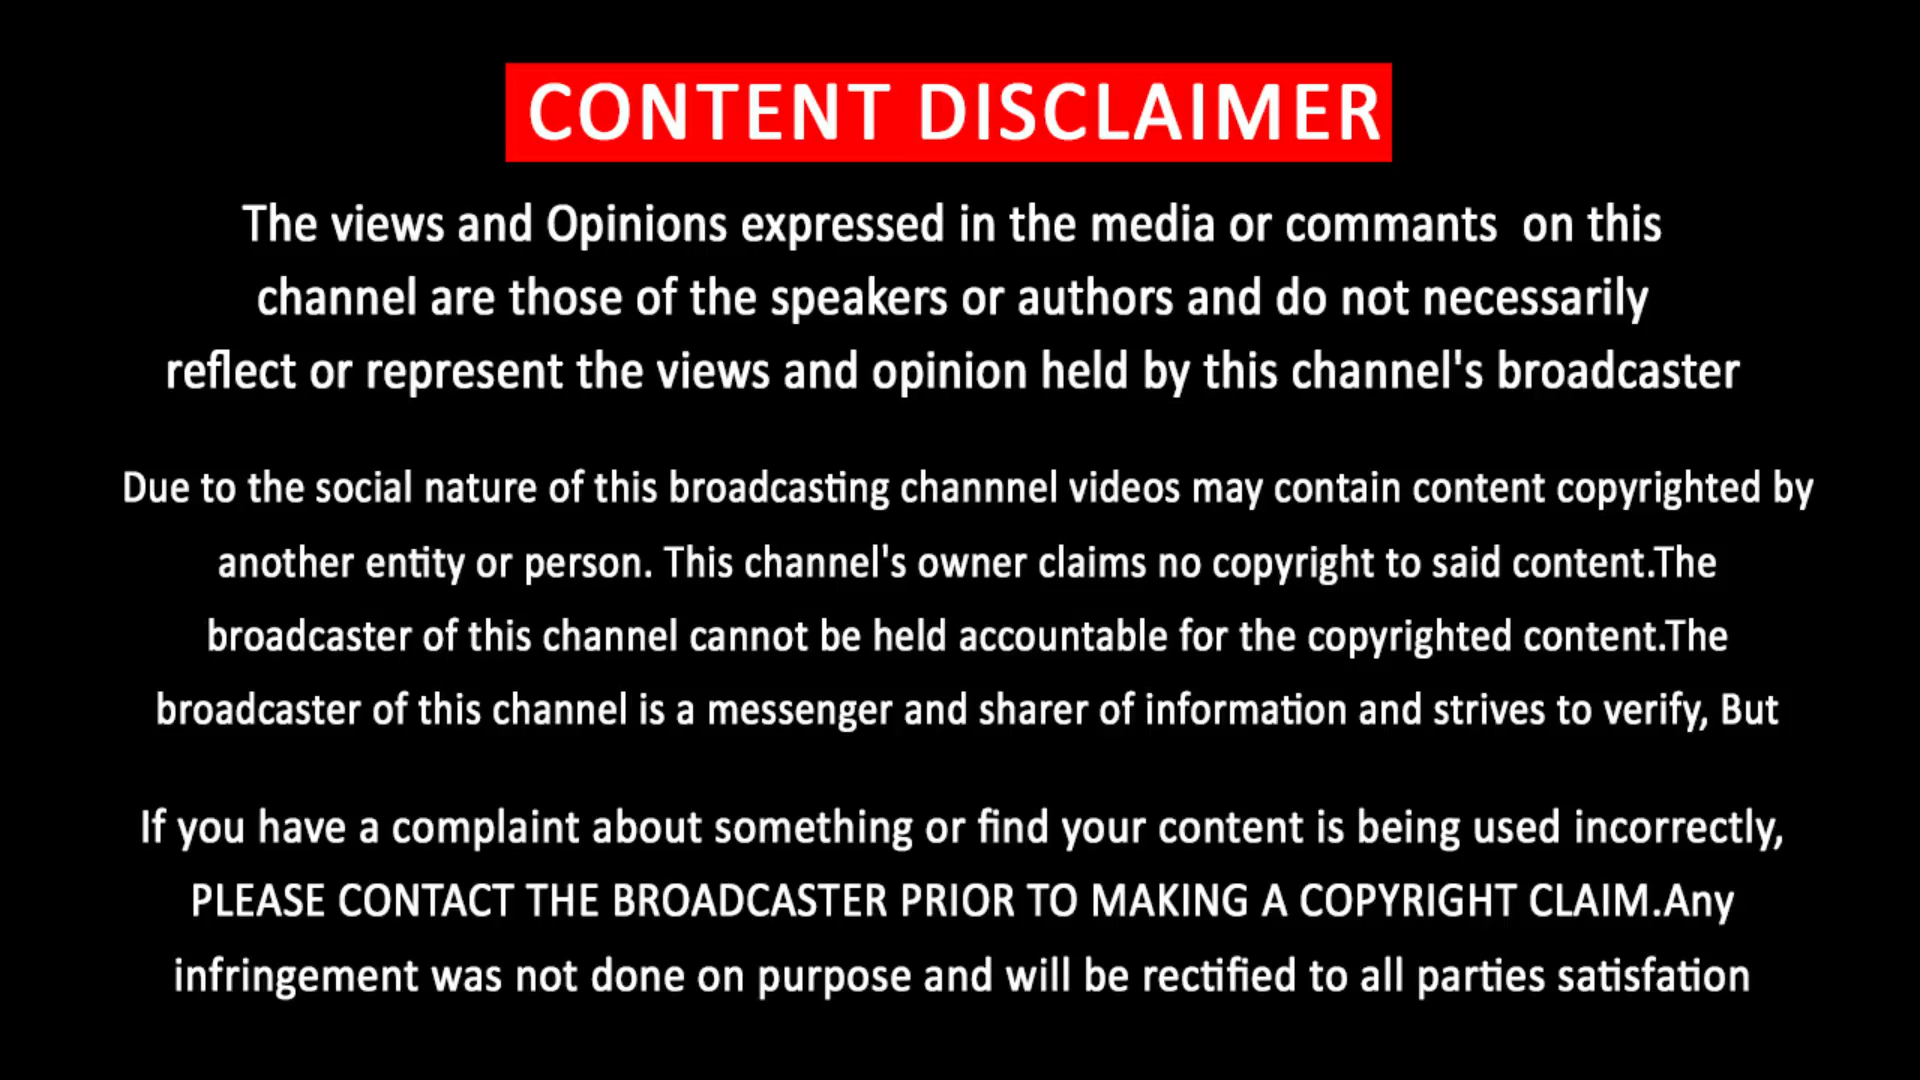 CONTENT DISCLAIMER
The views and Opinions expressed in the media or commants on this
channel are those of the speakers or authors and do not necessarily
reflect or represent the views and opinion held by this channel's broadcaster
Due to the social nature of this broadcasting channnel videos may contain content copyrighted by
another entity or person. This channel's owner claims no copyright to said content.The
broadcaster of this channel cannot be held accountable for the copyrighted content.The
broadcaster of this channel is a messenger and sharer of information and strives to verify, But
If you have a complaint about something or find your content is being used incorrectly,
PLEASE CONTACT THE BROADCASTER PRIOR TO MAKING A COPYRIGHT CLAIM.Any
infringement was not done on purpose and will be rectified to all parties satisfation